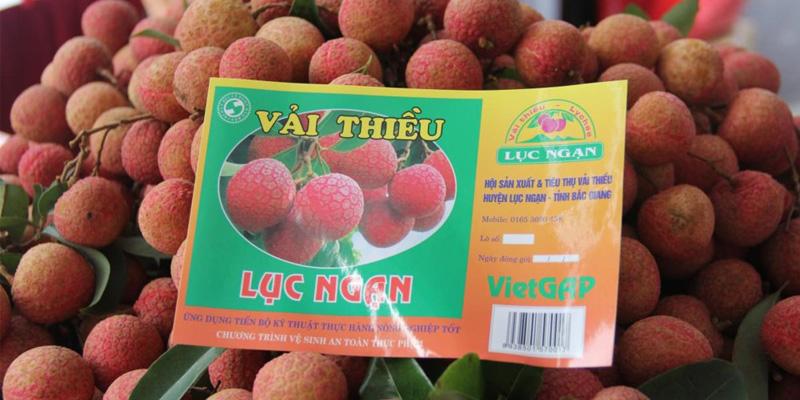 VẢI THIỀU
LỤC NGẠN
ỨNG DỤNG TIẾN BỘ KỸ THUẬT THỰC HÀNH NÔNG NGHIỆP TỐT
CHƯƠNG TRÌNH VỆ SINH AN TOÀN THỰC PHẨM
Vải thiều - Lychee
LỤC NGẠN
HỘI SẢN XUẤT & TIÊU THỤ VẢI THIỀU
HUYỆN LỤC NGẠN - TỈNH BẮC GIANG
Mobile: 0165
Lô số:
Ngày đóng gói: / /
VietGAP